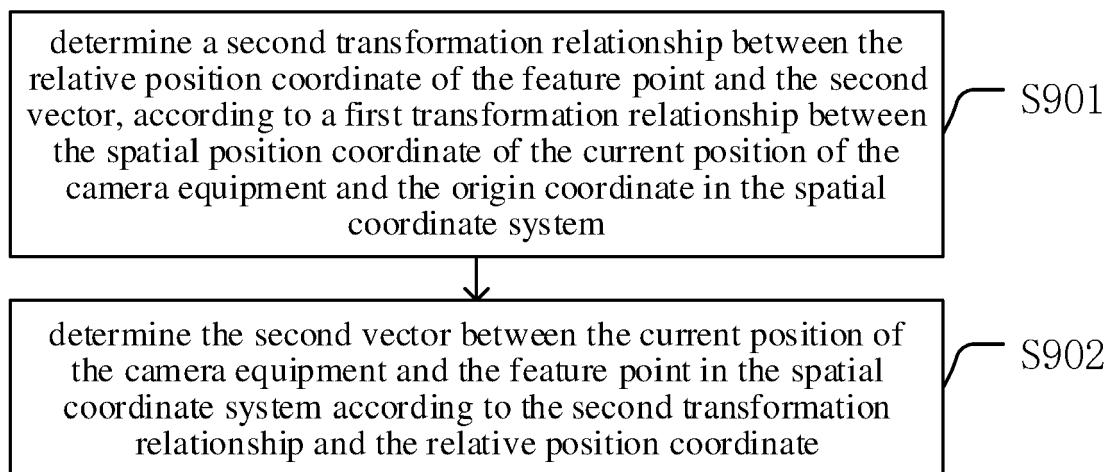 determine a second transformation relationship between the
relative position coordinate of the feature point and the second
vector, according to a first transformation relationship between
the spatial position coordinate of the current position of the
camera equipment and the origin coordinate in the spatial
coordinate system
S901
determine the second vector between the current position of
the camera equipment and the feature point in the spatial
coordinate system according to the second transformation
relationship and the relative position coordinate
S902